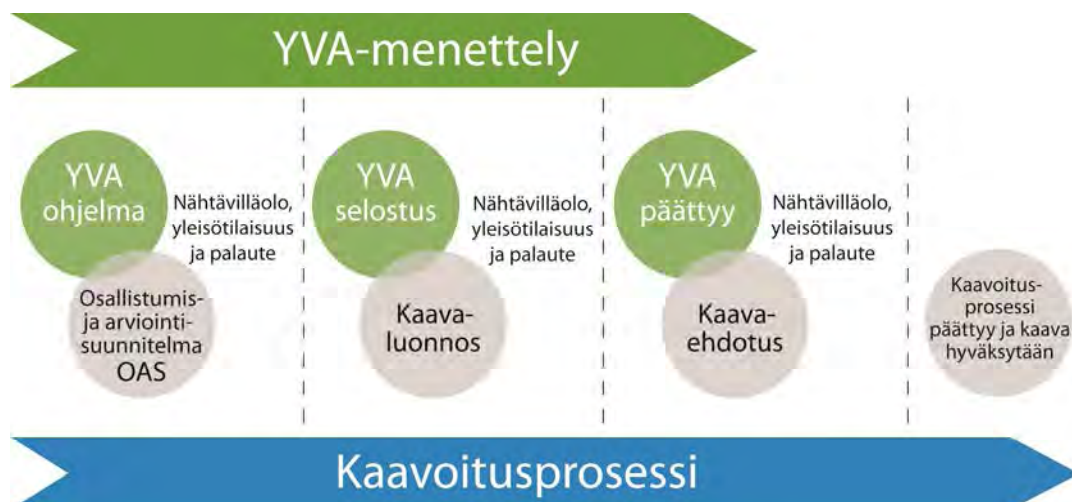 YVA-menettely
YVA
ohjelma
Nähtävilläolo,
yleisötilaisuus
ja palaute
Osallistumis-
ja arviointi-
suunnitelma
OAS
YVA
selostus
Nähtävilläolo,
yleisötilaisuus
ja palaute
Kaava-
luonnos
YVA
päättyy
Nähtävilläolo,
yleisötilaisuus
ja palaute
Kaava-
ehdotus
Kaavoitus-
prosessi
päättyy ja kaava
hyväksytään
Kaavoitusprosessi